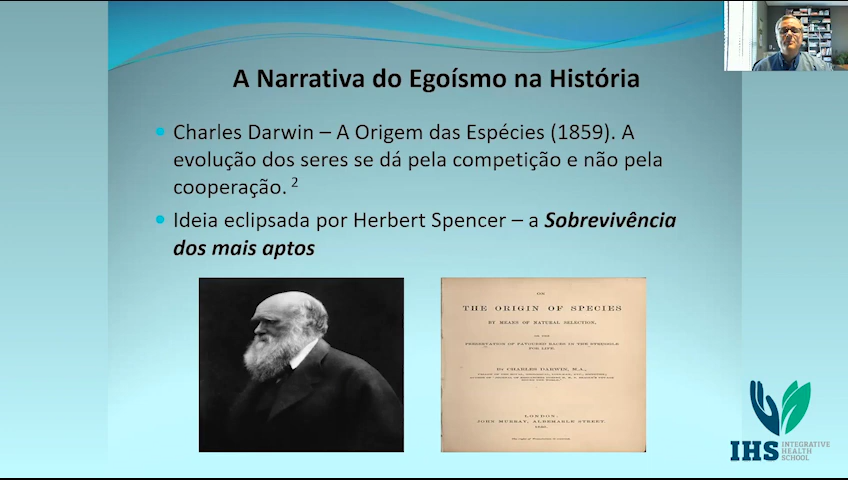 A Narrativa do Egoísmo na História
• Charles Darwin – A Origem das Espécies (1859). A
evolução dos seres se dá pela competição e não pela
cooperação. 2
• Ideia eclipsada por Herbert Spencer – a Sobrevivência
dos mais aptos
ON
THE ORIGIN OF SPECIES
BY MEANS OF NATURAL SELECTION,
OR THE
PRESERVATION OF FAVOURED RACES IN THE STRUGGLE
FOR LIFE.
By CHARLES DARWIN, M.A.,
LONDON:
JOHN MURRAY, ALBEMARLE STREET.
1859.
IHS INTEGRATIVE
HEALTH
SCHOOL